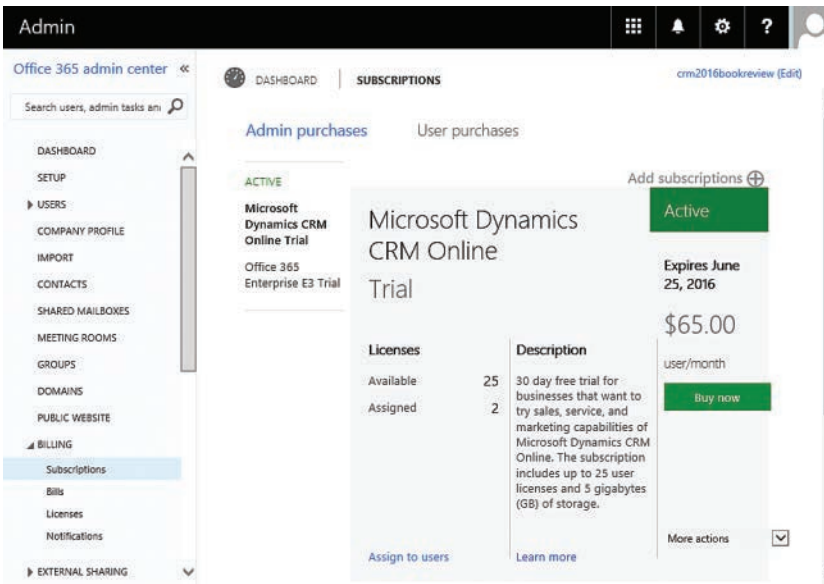 Admin
?
Office 365 admin center «
Search users, admin tasks an
DASHBOARD
SETUP
USERS
COMPANY PROFILE
IMPORT
CONTACTS
SHARED MAILBOXES
MEETING ROOMS
GROUPS
DOMAINS
PUBLIC WEBSITE
BILLING
Subscriptions
Bills
Licenses
Notifications
EXTERNAL SHARING
DASHBOARD
SUBSCRIPTIONS
crm2016bookreview (Edit)
Admin purchases
User purchases
Add subscriptions
ACTIVE
Microsoft
Dynamics CRM
Online Trial
Office 365
Enterprise E3 Trial
Microsoft Dynamics
CRM Online
Trial
Licenses
Available 25
Assigned 2
Assign to users
Description
30 day free trial for
businesses that want to
try sales, service, and
marketing capabilities of
Microsoft Dynamics CRM
Online. The subscription
includes up to 25 user
licenses and 5 gigabytes
(GB) of storage.
Learn more
Active
Expires June
25, 2016
$65.00
user/month
Buy now
More actions